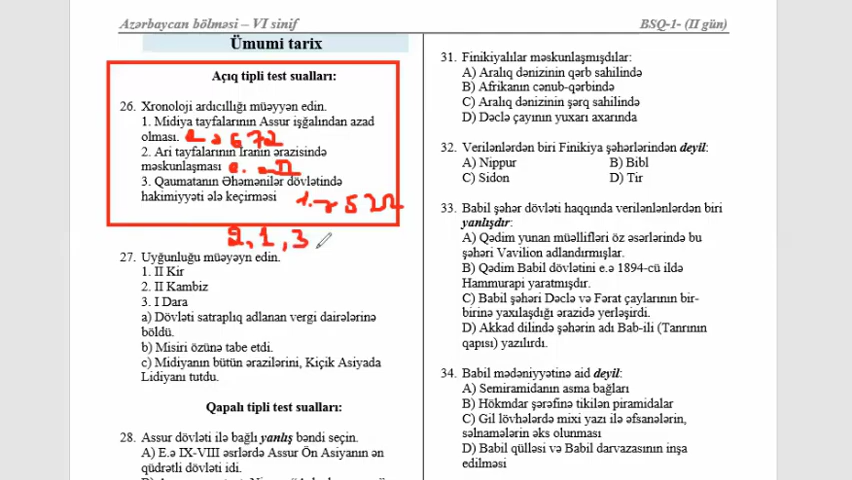 Azərbaycan bölməsi – VI sinif
BSQ-1- (II gün)
Ümumi tarix
Açıq tipli test sualları:
26. Xronoloji ardıcıllığı müəyyən edin.
1. Midiya tayfalarının Assur işğalından azad
olması.
2. Ari tayfalarının İranın ərazisində
məskunlaşması
3. Qaumatanın Əhəmənilər dövlətində
hakimiyyəti ələ keçirməsi
2, 1, 3
27. Uyğunluğu müəyyən edin.
1. II Kir
2. II Kambiz
3. I Dara
a) Dövləti satraplıq adlanan vergi dairələrinə
böldü.
b) Misiri özünə tabe etdi.
c) Midiyanın bütün ərazilərini, Kiçik Asiyada
Lidiyanı tutdu.
Qapalı tipli test sualları:
28. Assur dövləti ilə bağlı yanlış bəndi seçin.
A) E.ə IX-VIII əsrlərdə Assur Ön Asiyanın ən
qüdrətli dövləti idi.
31. Finikiyalılar məskunlaşmışdılar:
A) Aralıq dənizinin qərb sahilində
B) Afrikanın cənub-qərbində
C) Aralıq dənizinin şərq sahilində
D) Dəclə çayının yuxarı axarında
32. Verilənlərdən biri Finikiya şəhərlərindən deyil:
A) Nippur B) Bibl
C) Sidon D) Tir
33. Babil şəhər dövləti haqqında verilənlənlərdən biri
yanlışdır:
A) Qədim yunan müəllifləri öz əsərlərində bu
şəhəri Vavilion adlandırmışlar.
B) Qədim Babil dövlətini e.ə 1894-cü ildə
Hammurapi yaratmışdır.
C) Babil şəhəri Dəclə və Fərat çaylarının bir-
birinə yaxılaşdığı ərazidə yerləşirdi.
D) Akkad dilində şəhərin adı Bab-ili (Tanrının
qapısı) yazılırdı.
34. Babil mədəniyyətinə aid deyil:
A) Semiramidanın asma bağları
B) Hökmdar şərəfinə tikilən piramidalar
C) Gil lövhələrdə mixi yazı ilə əfsanələrin,
səlnamələrin əks olunması
D) Babil qülləsi və Babil darvazasının inşa
edilməsi